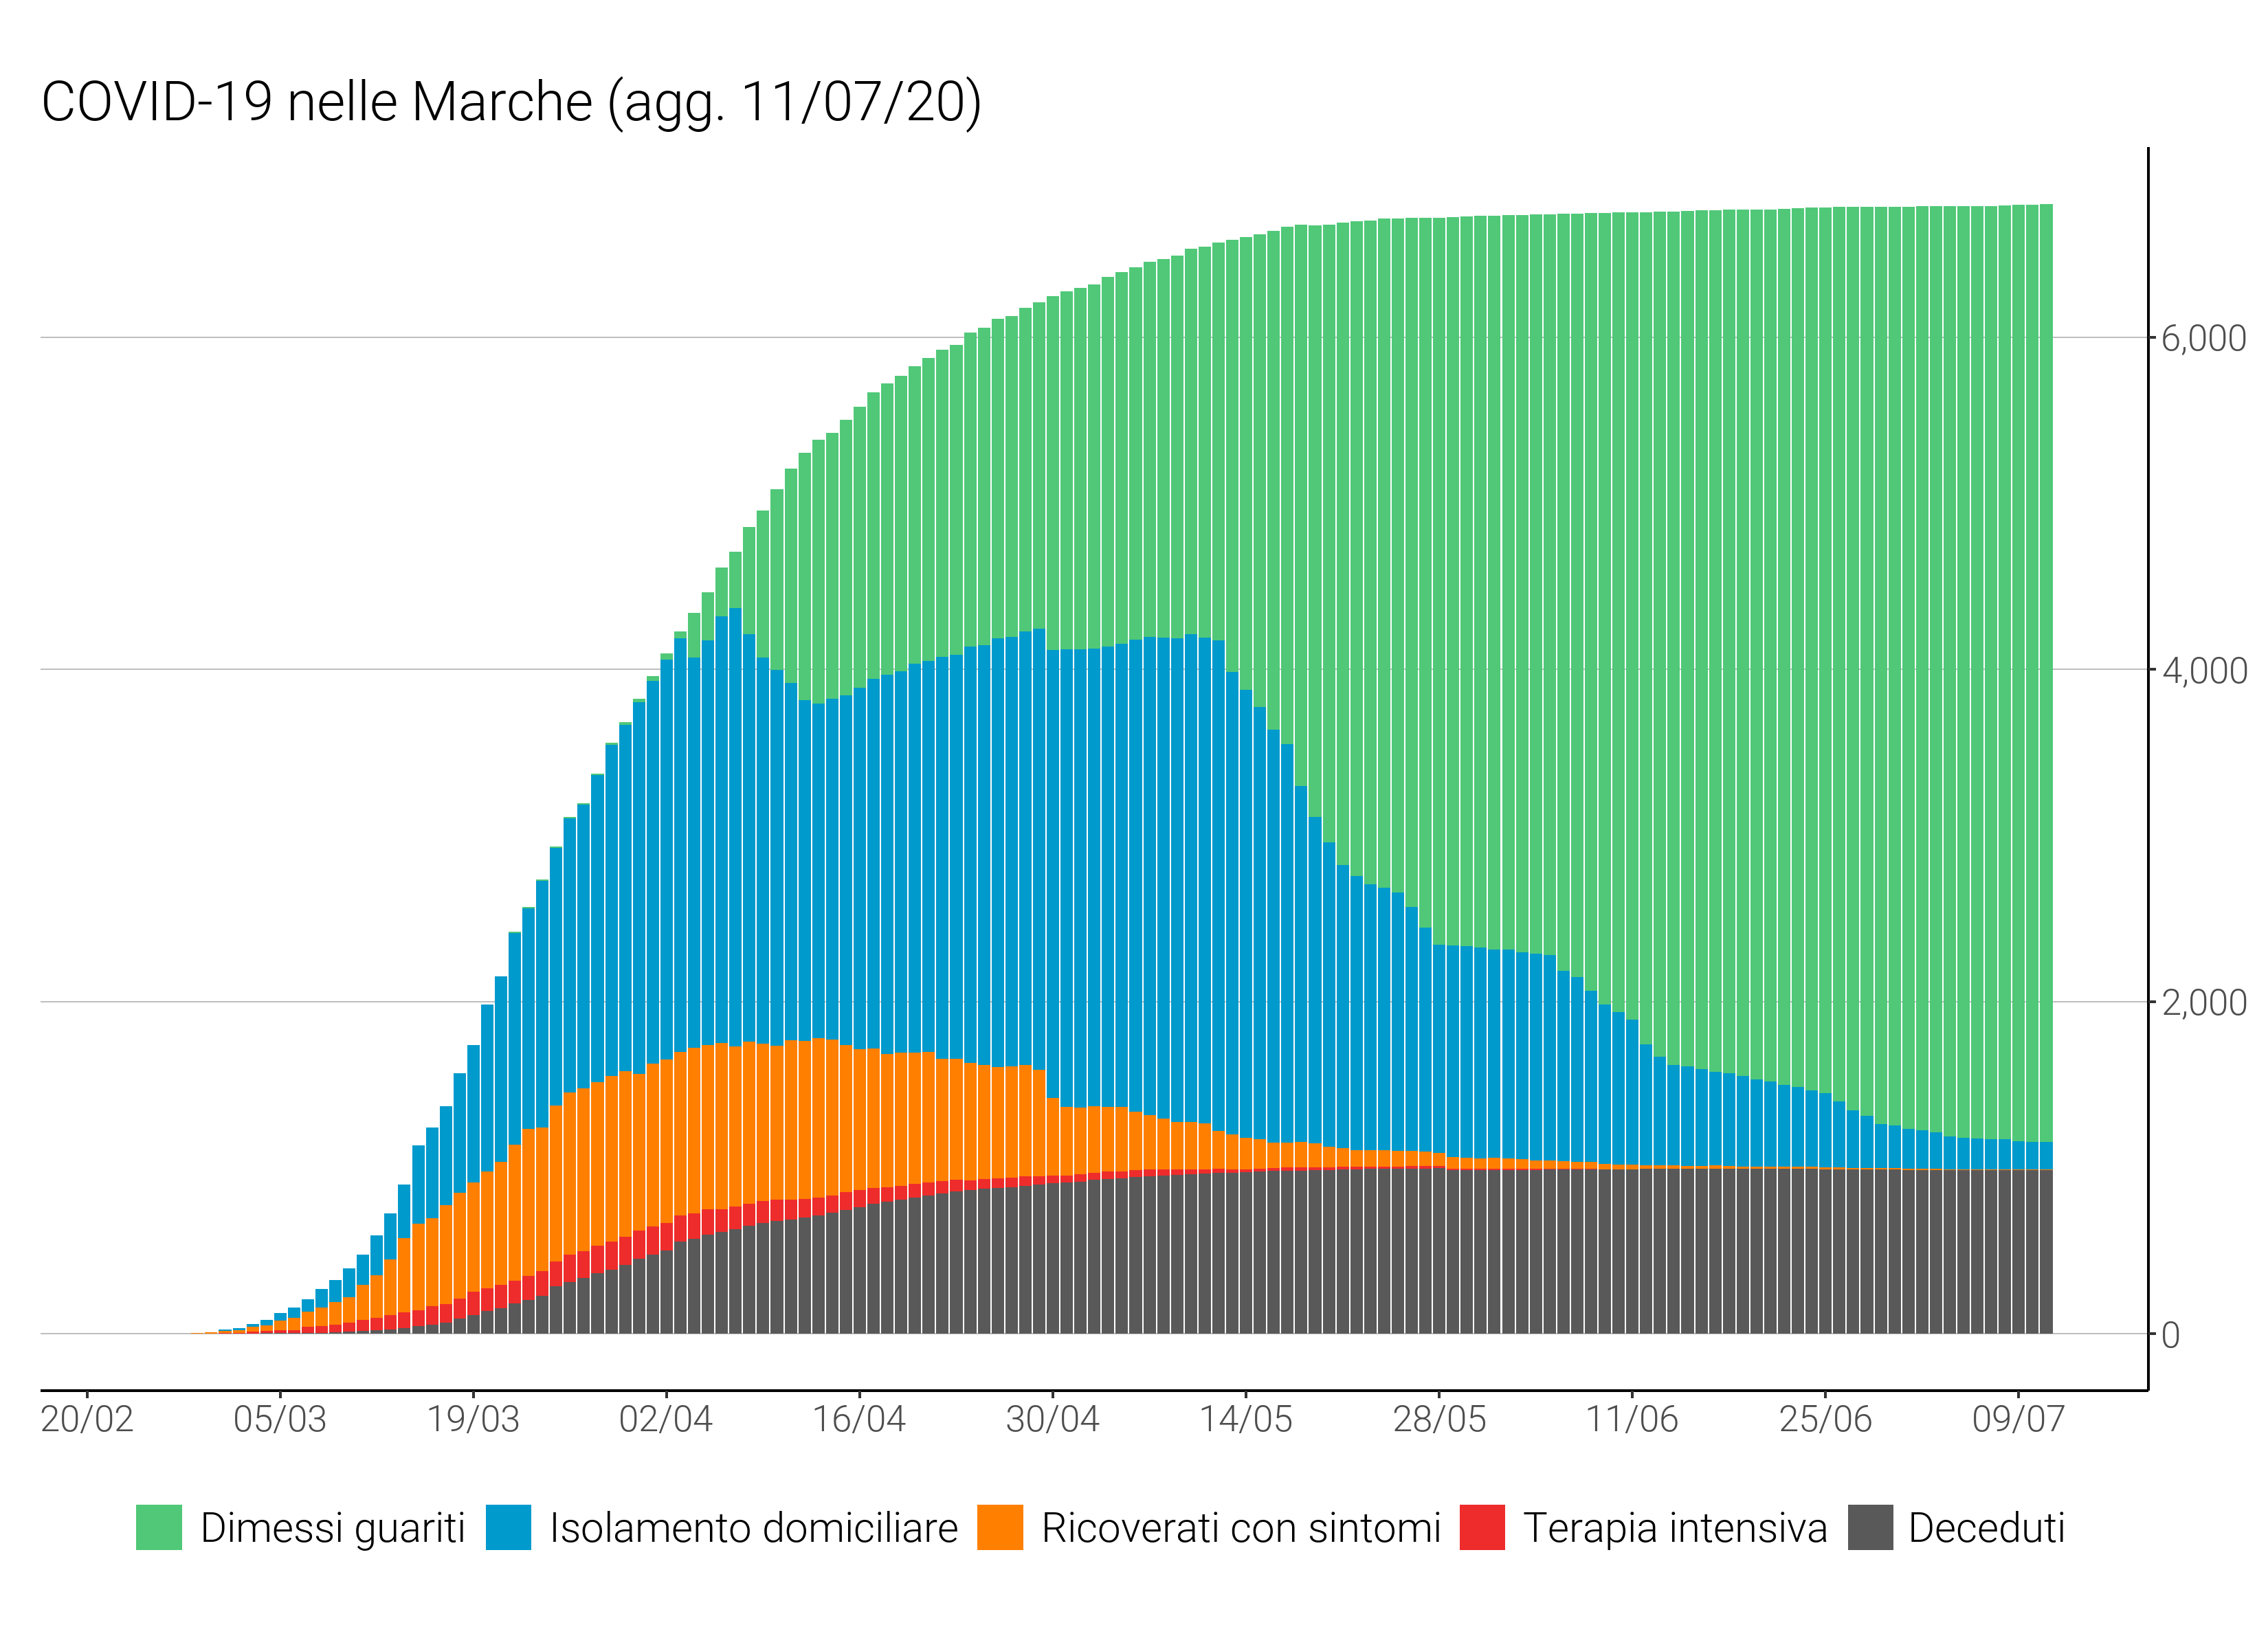 COVID-19 nelle Marche (agg. 11/07/20)
6,000
4,000
2,000
0
20/02 05/03 19/03 02/04 16/04 30/04 14/05 28/05 11/06 25/06 09/07
Dimessi guariti Isolamento domiciliare Ricoverati con sintomi Terapia intensiva Deceduti